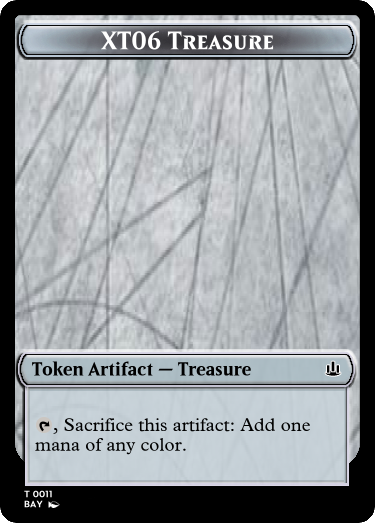 XT06 Treasure
Token Artifact — Treasure
, Sacrifice this artifact: Add one
mana of any color.
T 0011
BAY